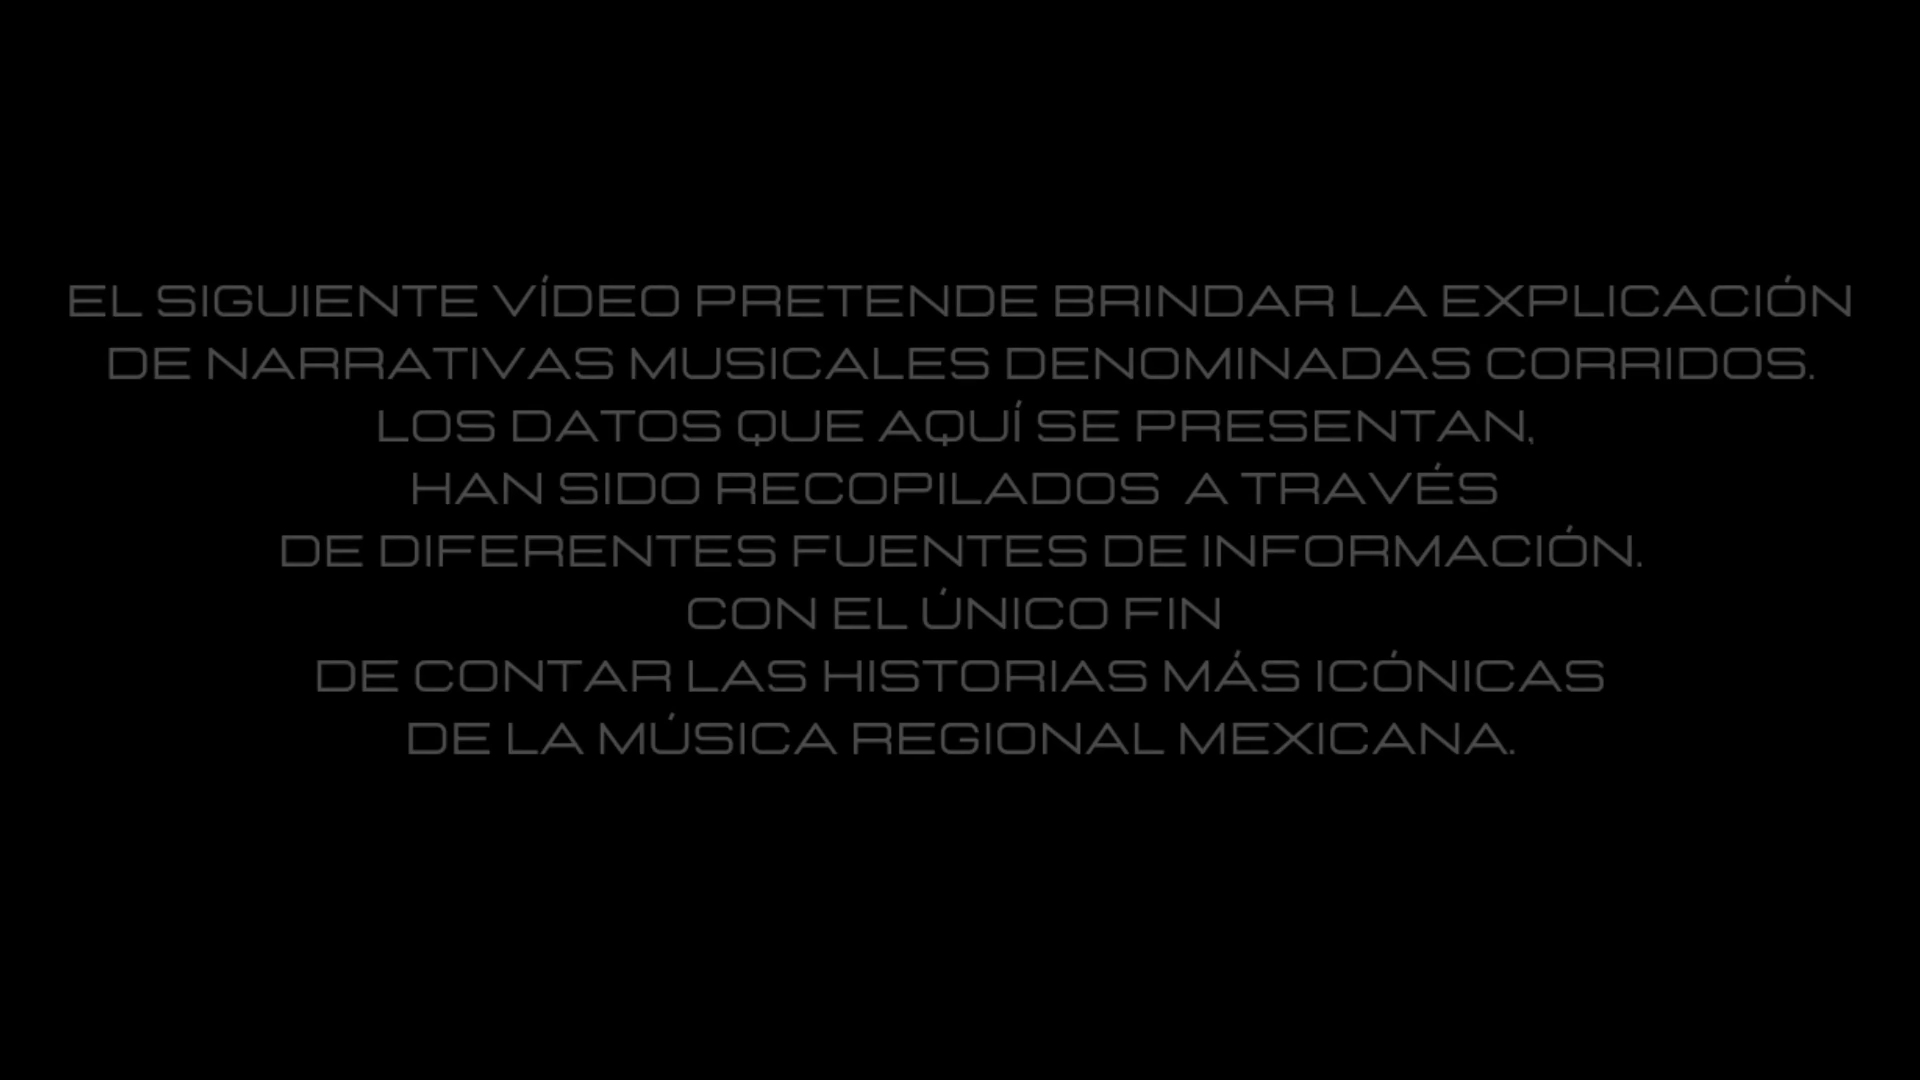 EL SIGUIENTE VÍDEO PRETENDE BRINDAR LA EXPLICACIÓN
DE NARRATIVAS MUSICALES DENOMINADAS CORRIDOS.
LOS DATOS QUE AQUÍ SE PRESENTAN,
HAN SIDO RECOPILADOS A TRAVÉS
DE DIFERENTES FUENTES DE INFORMACIÓN.
CON EL ÚNICO FIN
DE CONTAR LAS HISTORIAS MÁS ICÓNICAS
DE LA MÚSICA REGIONAL MEXICANA.